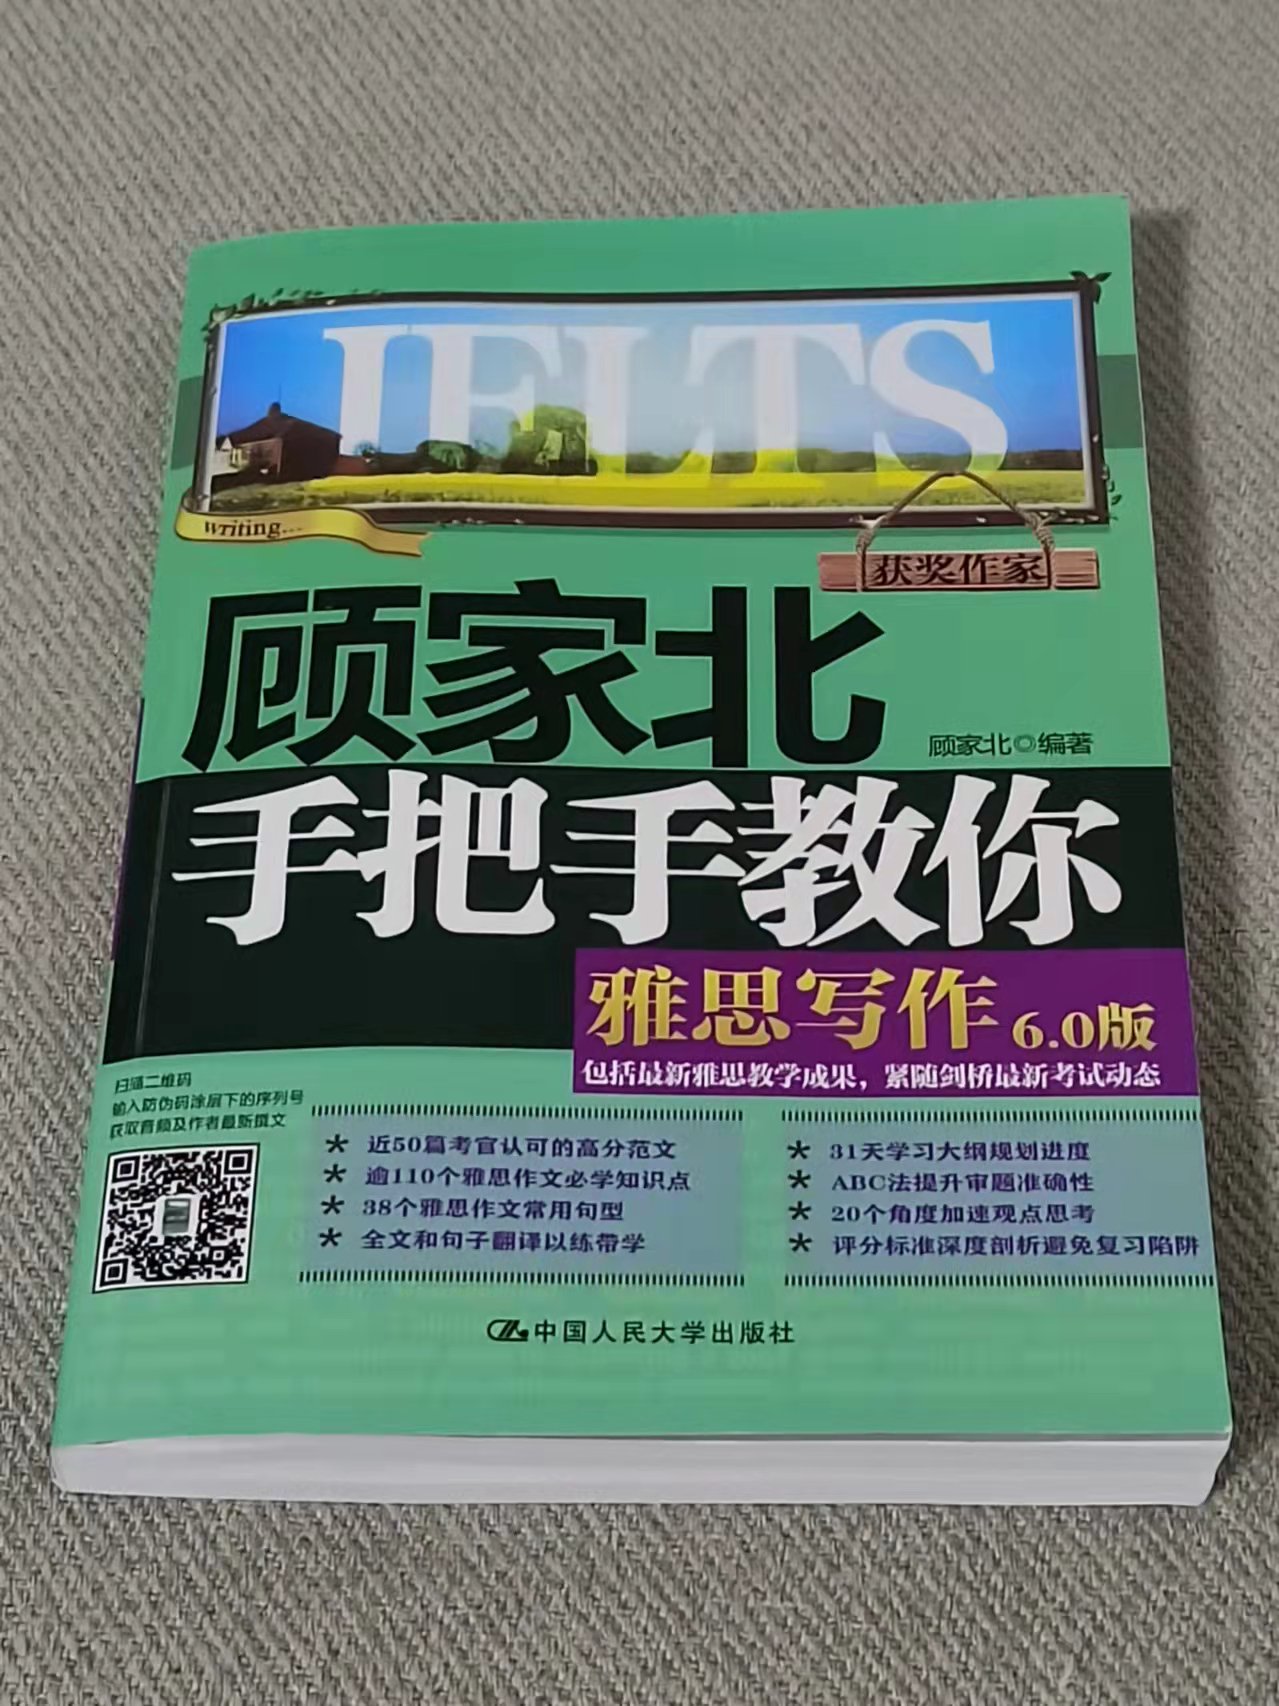 IELTS
writing...
获奖作家
顾家北
顾家北◎编著
手把手教你
雅思写作 6.0版
包括最新雅思教学成果，紧随剑桥最新考试动态
扫描二维码
输入防伪码涂层下的序列号
获取音频及作者最新撰文
* 近50篇考官认可的高分范文
* 逾110个雅思作文必学知识点
* 38个雅思作文常用句型
* 全文和句子翻译以练带学
* 31天学习大纲规划进度
* ABC法提升审题准确性
* 20个角度加速观点思考
* 评分标准深度剖析避免复习陷阱
中国人民大学出版社